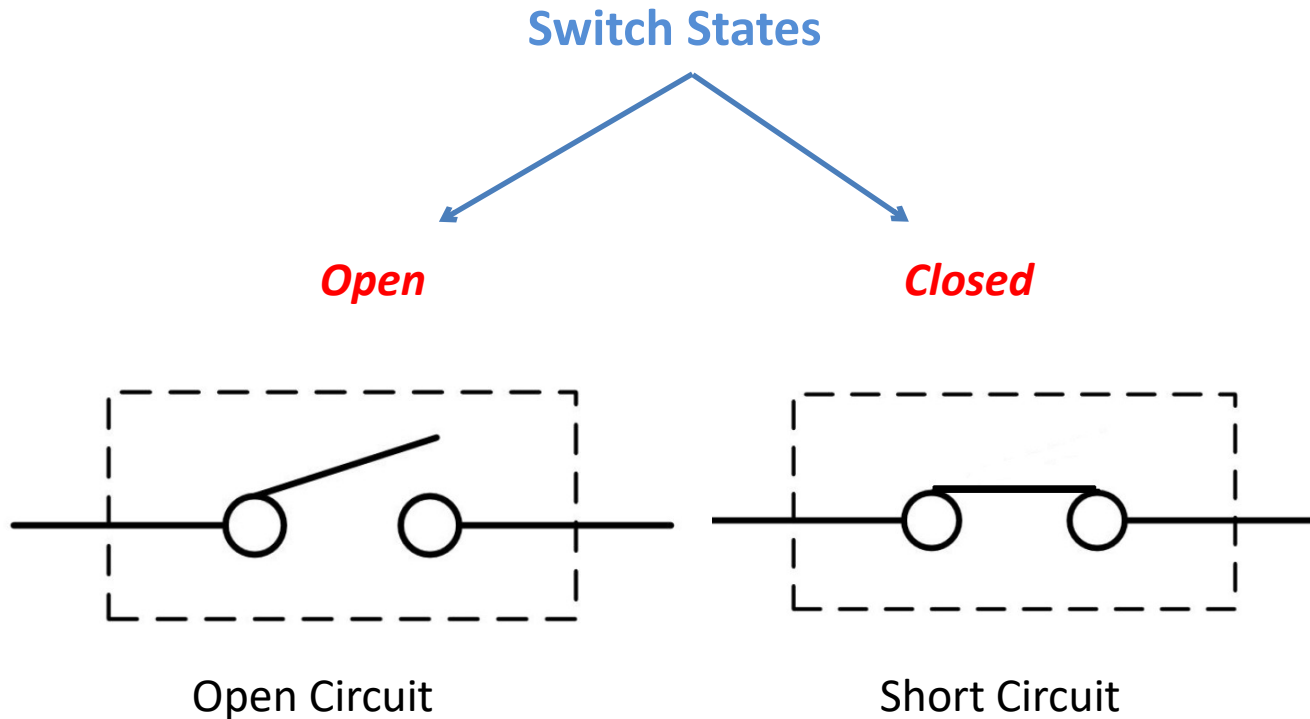 Switch States
Open
Closed
Open Circuit
Short Circuit